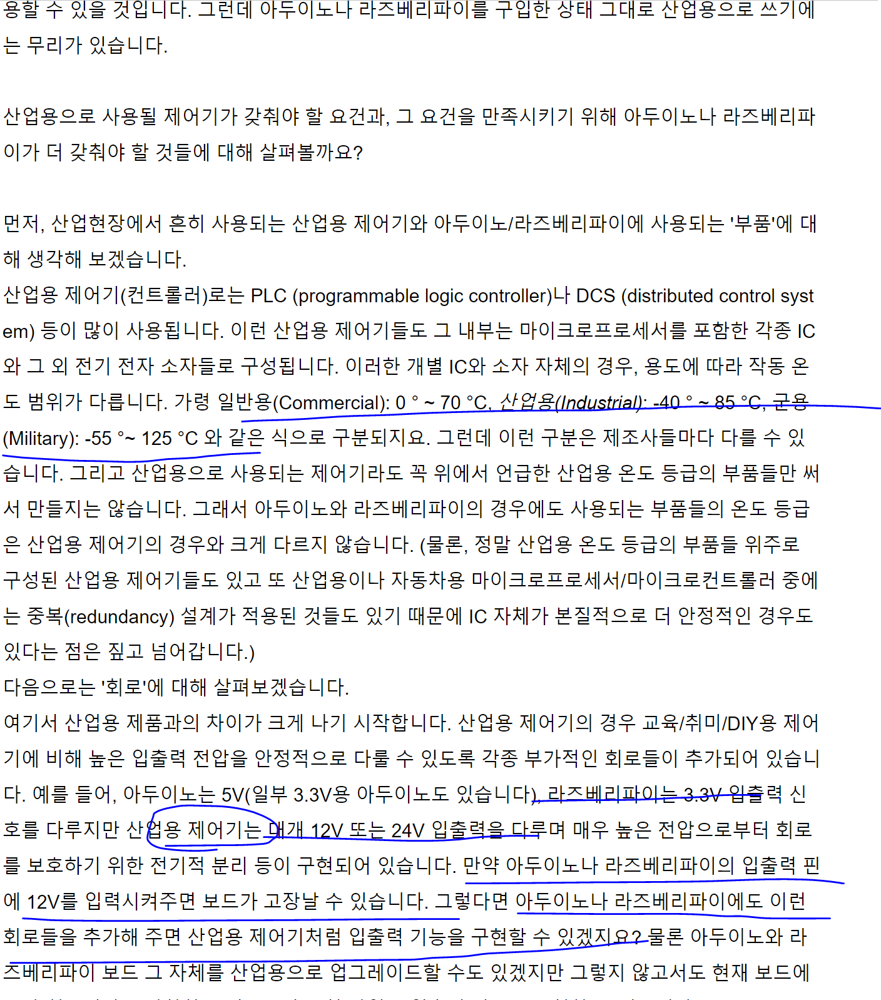 용할 수 있을 것입니다. 그런데 아두이노나 라즈베리파이를 구입한 상태 그대로 산업용으로 쓰기에
는 무리가 있습니다.
산업용으로 사용될 제어기가 갖춰야 할 요건과, 그 요건을 만족시키기 위해 아두이노나 라즈베리파
이가 더 갖춰야 할 것들에 대해 살펴볼까요?
먼저, 산업현장에서 흔히 사용되는 산업용 제어기와 아두이노/라즈베리파이에 사용되는 '부품'에 대
해 생각해 보겠습니다.
산업용 제어기(컨트롤러)로는 PLC (programmable logic controller)나 DCS (distributed control syst
em) 등이 많이 사용됩니다. 이런 산업용 제어기들도 그 내부는 마이크로프로세서를 포함한 각종 IC
와 그 외 전기 전자 소자들로 구성됩니다. 이러한 개별 IC와 소자 자체의 경우, 용도에 따라 작동 온
도 범위가 다릅니다. 가령 일반용(Commercial): 0 ° ~ 70 °C, 산업용(Industrial): -40 ° ~ 85 °C, 군용
(Military): -55 °~ 125 °C 와 같은 식으로 구분되지요. 그런데 이런 구분은 제조사들마다 다를 수 있
습니다. 그리고 산업용으로 사용되는 제어기라도 꼭 위에서 언급한 산업용 온도 등급의 부품들만 써
서 만들지는 않습니다. 그래서 아두이노와 라즈베리파이의 경우에도 사용되는 부품들의 온도 등급
은 산업용 제어기의 경우와 크게 다르지 않습니다. (물론, 정말 산업용 온도 등급의 부품들 위주로
구성된 산업용 제어기들도 있고 또 산업용이나 자동차용 마이크로프로세서/마이크로컨트롤러 중에
는 중복(redundancy) 설계가 적용된 것들도 있기 때문에 IC 자체가 본질적으로 더 안정적인 경우도
있다는 점은 짚고 넘어갑니다.)
다음으로는 '회로'에 대해 살펴보겠습니다.
여기서 산업용 제품과의 차이가 크게 나기 시작합니다. 산업용 제어기의 경우 교육/취미/DIY용 제어
기에 비해 높은 입출력 전압을 안정적으로 다룰 수 있도록 각종 부가적인 회로들이 추가되어 있습니
다. 예를 들어, 아두이노는 5V(일부 3.3V용 아두이노도 있습니다), 라즈베리파이는 3.3V 입출력 신
호를 다루지만 산업용 제어기는 대개 12V 또는 24V 입출력을 다루며 매우 높은 전압으로부터 회로
를 보호하기 위한 전기적 분리 등이 구현되어 있습니다. 만약 아두이노나 라즈베리파이의 입출력 핀
에 12V를 입력시켜주면 보드가 고장날 수 있습니다. 그렇다면 아두이노나 라즈베리파이에도 이런
회로들을 추가해 주면 산업용 제어기처럼 입출력 기능을 구현할 수 있겠지요? 물론 아두이노와 라
즈베리파이 보드 그 자체를 산업용으로 업그레이드할 수도 있겠지만 그렇지 않고서도 현재 보드에